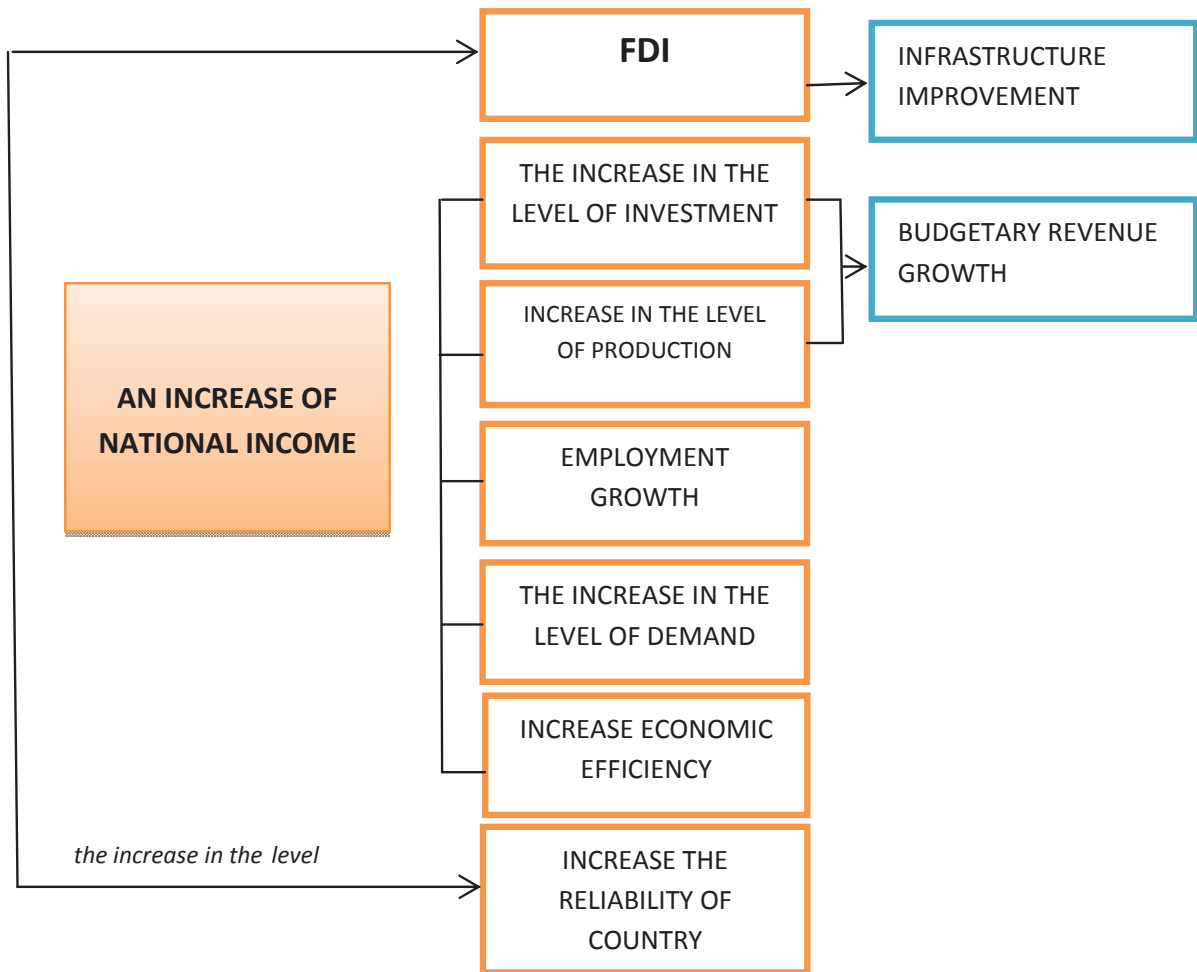 FDI
INFRASTRUCTURE
IMPROVEMENT
THE INCREASE IN THE
LEVEL OF INVESTMENT
BUDGETARY REVENUE
GROWTH
INCREASE IN THE LEVEL
OF PRODUCTION
AN INCREASE OF
NATIONAL INCOME
EMPLOYMENT
GROWTH
THE INCREASE IN THE
LEVEL OF DEMAND
INCREASE ECONOMIC
EFFICIENCY
the increase in the level
INCREASE THE
RELIABILITY OF
COUNTRY